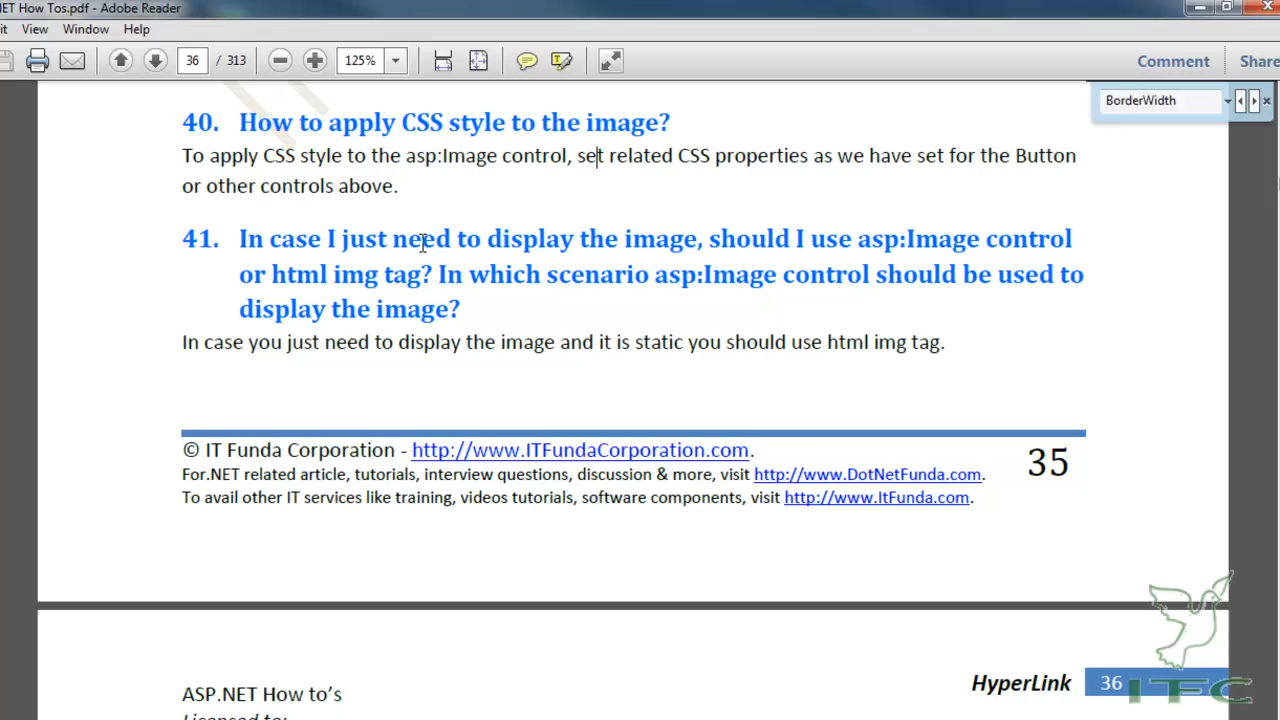 ET How Tos.pdf - Adobe Reader
it View Window Help
36 / 313 125% Comment Share
BorderWidth
40. How to apply CSS style to the image?
To apply CSS style to the asp:Image control, set related CSS properties as we have set for the Button
or other controls above.
41. In case I just need to display the image, should I use asp:Image control
or html img tag? In which scenario asp:Image control should be used to
display the image?
In case you just need to display the image and it is static you should use html img tag.
© IT Funda Corporation - http://www.ITFundaCorporation.com.
For.NET related article, tutorials, interview questions, discussion & more, visit http://www.DotNetFunda.com.
To avail other IT services like training, videos tutorials, software components, visit http://www.ItFunda.com.
35
HyperLink 36
ITFC
ASP.NET How to's
Licensed to: